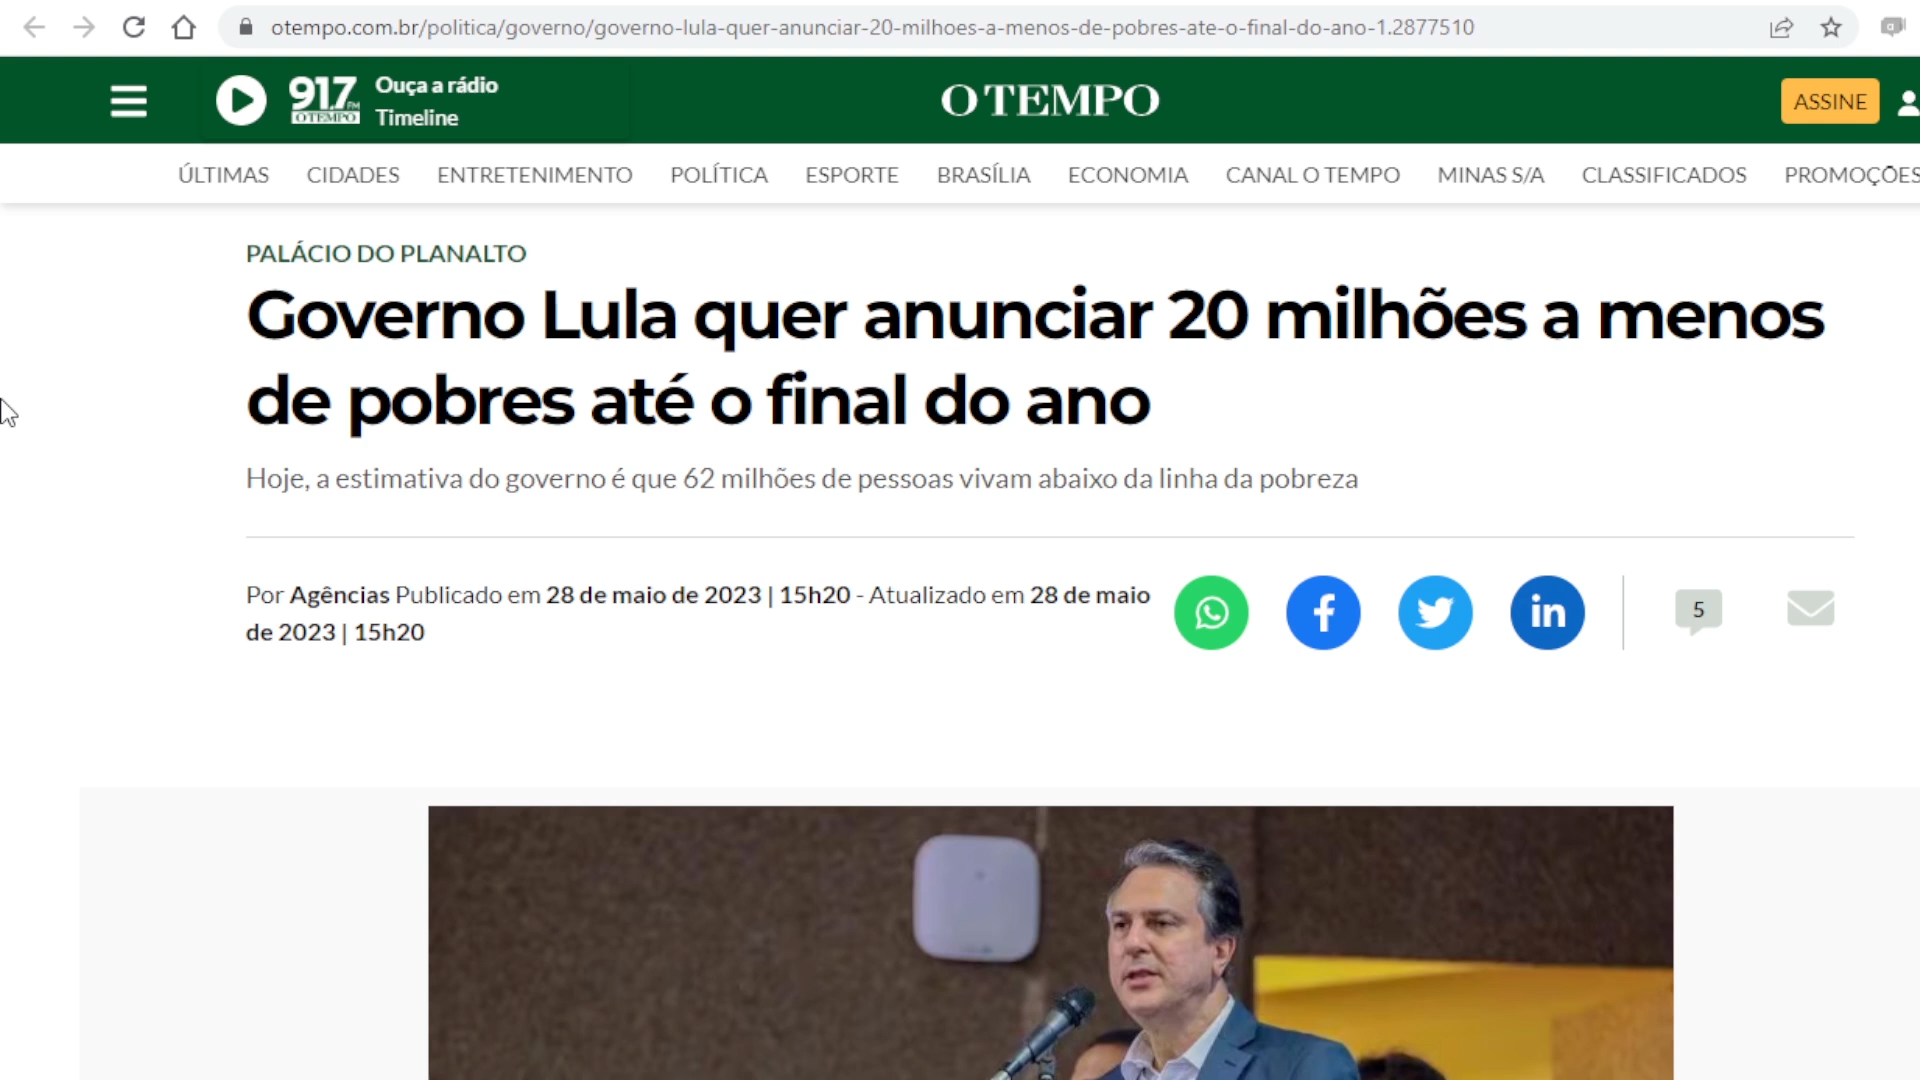 otempo.com.br/politica/governo/governo-lula-quer-anunciar-20-milhoes-a-menos-de-pobres-ate-o-final-do-ano-1.2877510
91.7 FM
O TEMPO
Ouça a rádio
Timeline
O TEMPO
ASSINE
ÚLTIMAS CIDADES ENTRETENIMENTO POLÍTICA ESPORTE BRASÍLIA ECONOMIA CANAL O TEMPO MINAS S/A CLASSIFICADOS PROMOÇÕES
PALÁCIO DO PLANALTO
Governo Lula quer anunciar 20 milhões a menos
de pobres até o final do ano
Hoje, a estimativa do governo é que 62 milhões de pessoas vivam abaixo da linha da pobreza
Por Agências Publicado em 28 de maio de 2023 | 15h20 - Atualizado em 28 de maio
de 2023 | 15h20
in
5